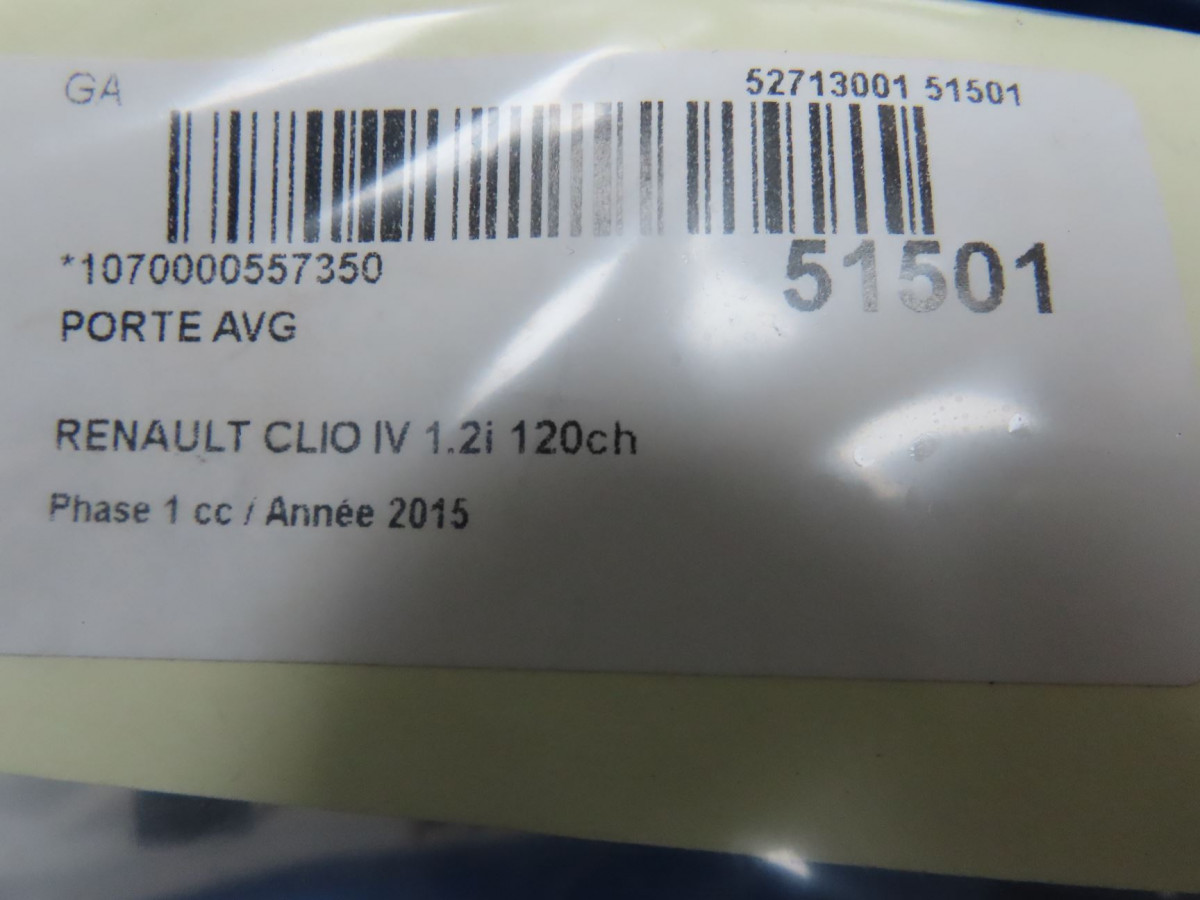 GA
52713001 51501
*1070000557350
51501
PORTE AVG
RENAULT CLIO IV 1.2i 120ch
Phase 1 cc / Année 2015